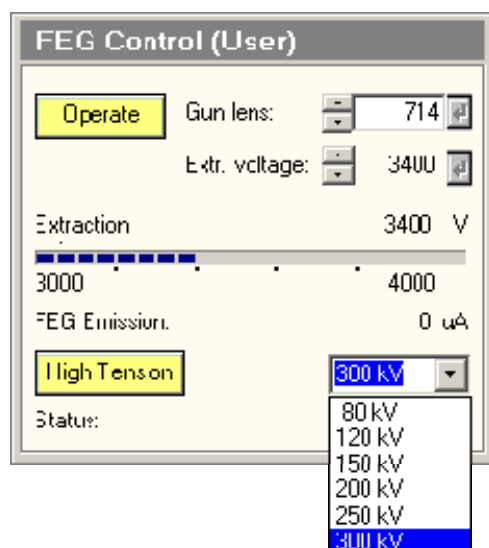 FEG Control (User)
Operate Gun lens: 714
Extr. voltage: 3400
Extraction 3400 V
3000 4000
FEG Emission: 0 uA
High Tension 300 kV
Status:
80 kV
120 kV
150 kV
200 kV
250 kV
300 kV